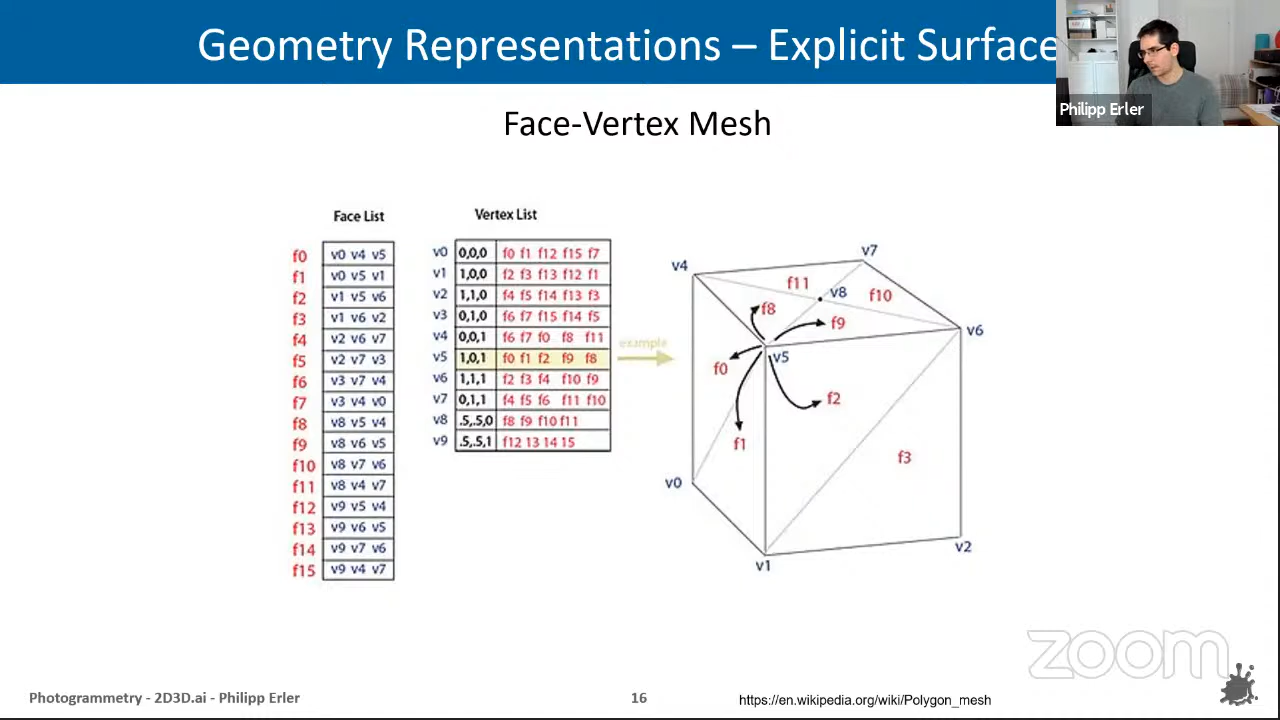 Geometry Representations – Explicit Surface
Philipp Erler
Face-Vertex Mesh
Face List
f0 v0 v4 v5
f1 v0 v5 v1
f2 v1 v5 v6
f3 v1 v6 v2
f4 v2 v6 v7
f5 v2 v7 v3
f6 v3 v7 v4
f7 v3 v4 v0
f8 v8 v5 v4
f9 v8 v6 v5
f10 v8 v7 v6
f11 v8 v4 v7
f12 v9 v5 v4
f13 v9 v6 v5
f14 v9 v7 v6
f15 v9 v4 v7
Vertex List
v0 0,0,0 f0 f1 f12 f15 f7
v1 1,0,0 f2 f3 f13 f12 f1
v2 1,1,0 f4 f5 f14 f13 f3
v3 0,1,0 f6 f7 f15 f14 f5
v4 0,0,1 f6 f7 f0 f8 f11
v5 1,0,1 f0 f1 f2 f9 f8
v6 1,1,1 f2 f3 f4 f10 f9
v7 0,1,1 f4 f5 f6 f11 f10
v8 .5,.5,0 f8 f9 f10 f11
v9 .5,.5,1 f12 13 14 15
example
v7
v4
f11
v8
f10
f8
f9
v6
v5
f0
f2
f1
f3
v0
v2
v1
zoom
Photogrammetry - 2D3D.ai - Philipp Erler
16
https://en.wikipedia.org/wiki/Polygon_mesh